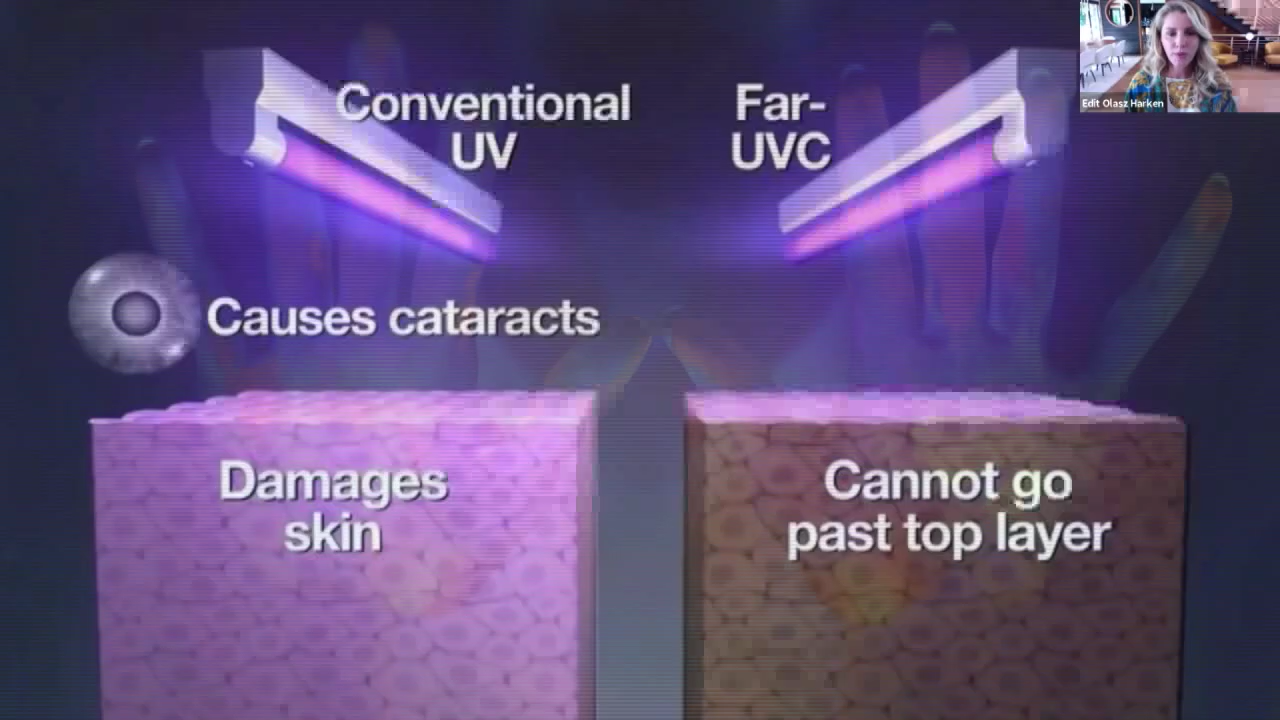 Conventional
UV
Far-
UVC
Causes cataracts
Damages
skin
Cannot go
past top layer
Edit Olasz Harken